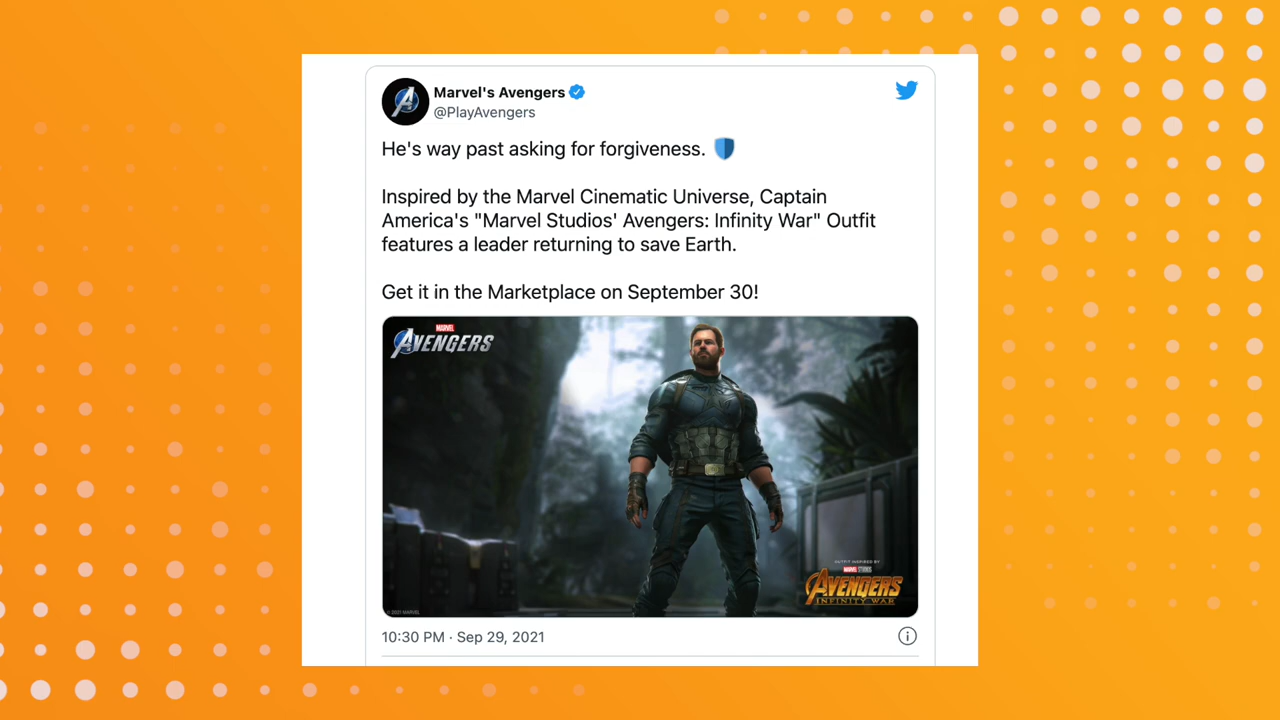 Marvel's Avengers
@PlayAvengers
He's way past asking for forgiveness.
Inspired by the Marvel Cinematic Universe, Captain
America's "Marvel Studios' Avengers: Infinity War" Outfit
features a leader returning to save Earth.
Get it in the Marketplace on September 30!
MARVEL
AVENGERS
OUTFIT INSPIRED BY
MARVEL STUDIOS
AVENGERS
INFINITY WAR
© 2021 MARVEL
10:30 PM · Sep 29, 2021